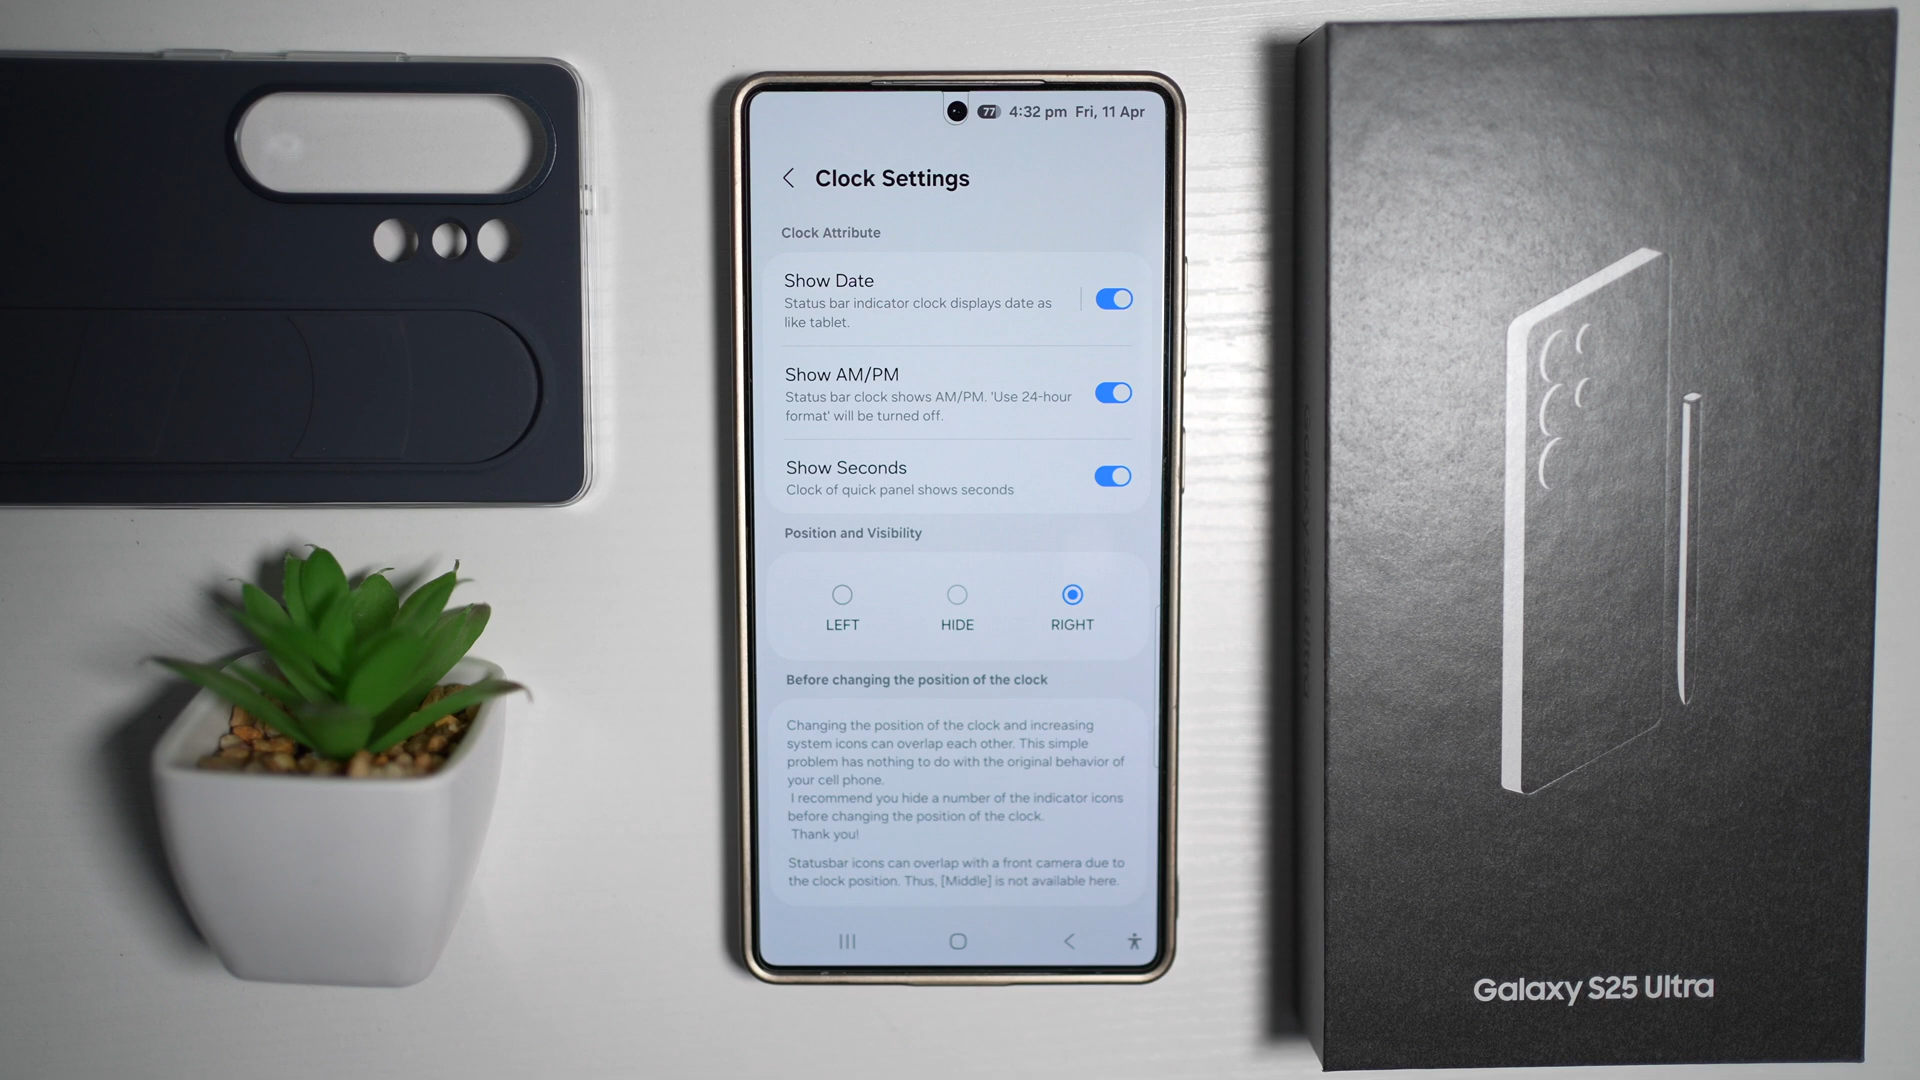 77 4:32 pm Fri, 11 Apr
Clock Settings
Clock Attribute
Show Date
Status bar indicator clock displays date as
like tablet.
Show AM/PM
Status bar clock shows AM/PM. 'Use 24-hour
format' will be turned off.
Show Seconds
Clock of quick panel shows seconds
Position and Visibility
LEFT
HIDE
RIGHT
Before changing the position of the clock
Changing the position of the clock and increasing
system icons can overlap each other. This simple
problem has nothing to do with the original behavior of
your cell phone.
I recommend you hide a number of the indicator icons
before changing the position of the clock.
Thank you!
Statusbar icons can overlap with a front camera due to
the clock position. Thus, [Middle] is not available here.
Galaxy S25 Ultra